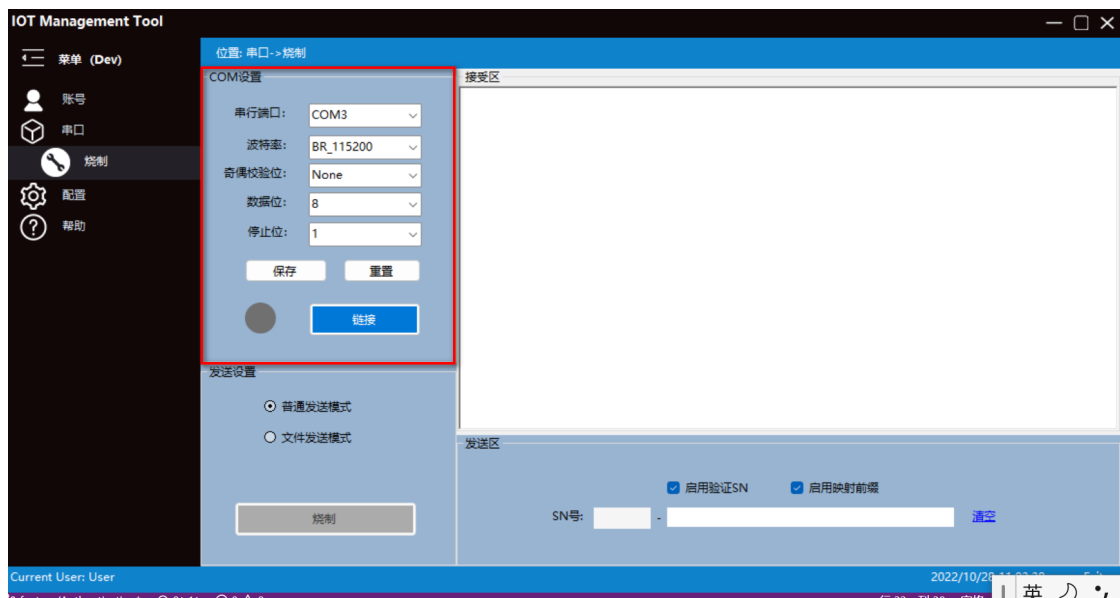 IOT Management Tool
菜单 (Dev)
账号
串口
烧制
配置
帮助
位置: 串口->烧制
COM设置
串行端口:
COM3
波特率:
BR_115200
奇偶校验位:
None
数据位:
8
停止位:
1
保存
重置
链接
发送设置
普通发送模式
文件发送模式
烧制
接受区
发送区
启用验证SN
启用映射前缀
SN号:
-
清空
Current User: User
2022/10/28
英